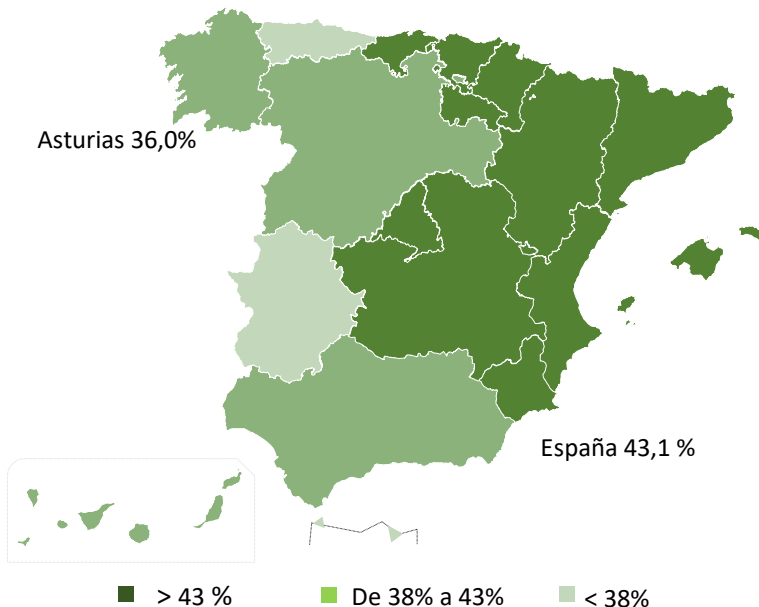 Asturias 36,0%
España 43,1 %
> 43 %
De 38% a 43%
< 38%